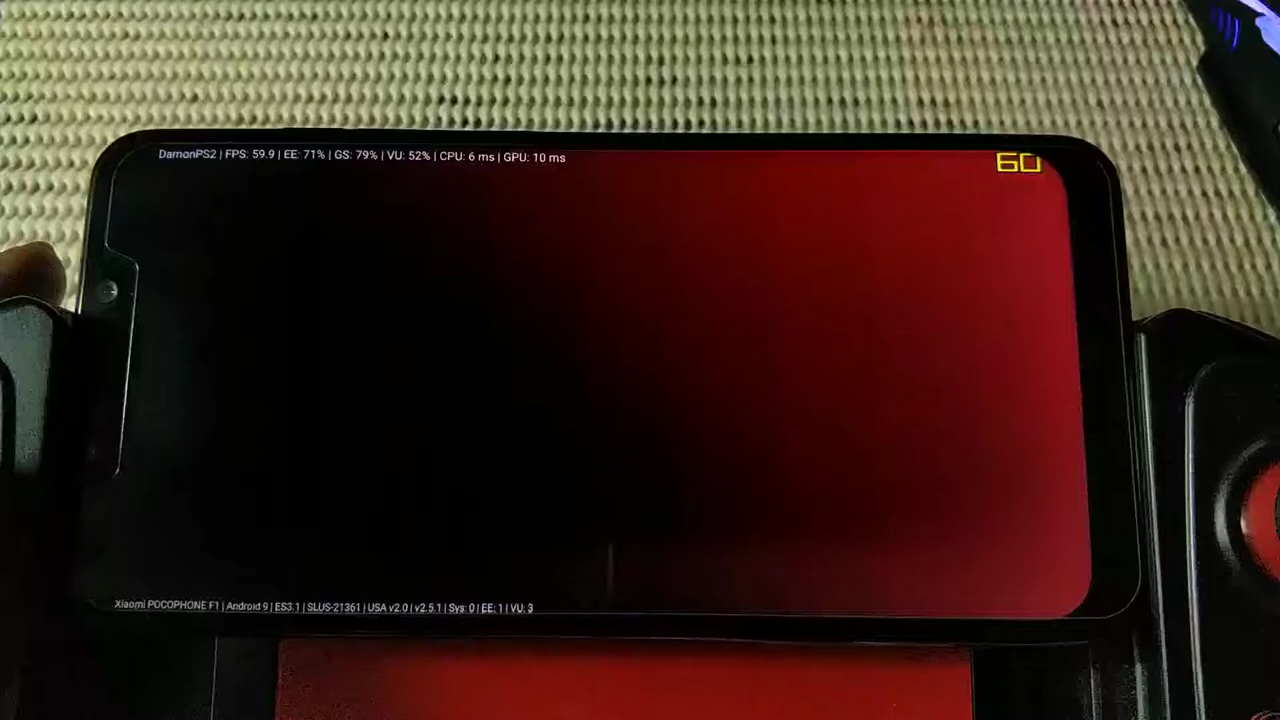 DamonPS2 | FPS: 59.9 | EE: 71% | GS: 79% | VU: 52% | CPU: 6 ms | GPU: 10 ms
60
Xiaomi POCOPHONE F1 | Android 9 | ES3.1 | SLUS-21361 | USA v2.0 | v2.5.1 | Sys: 0 | EE: 1 | VU: 3